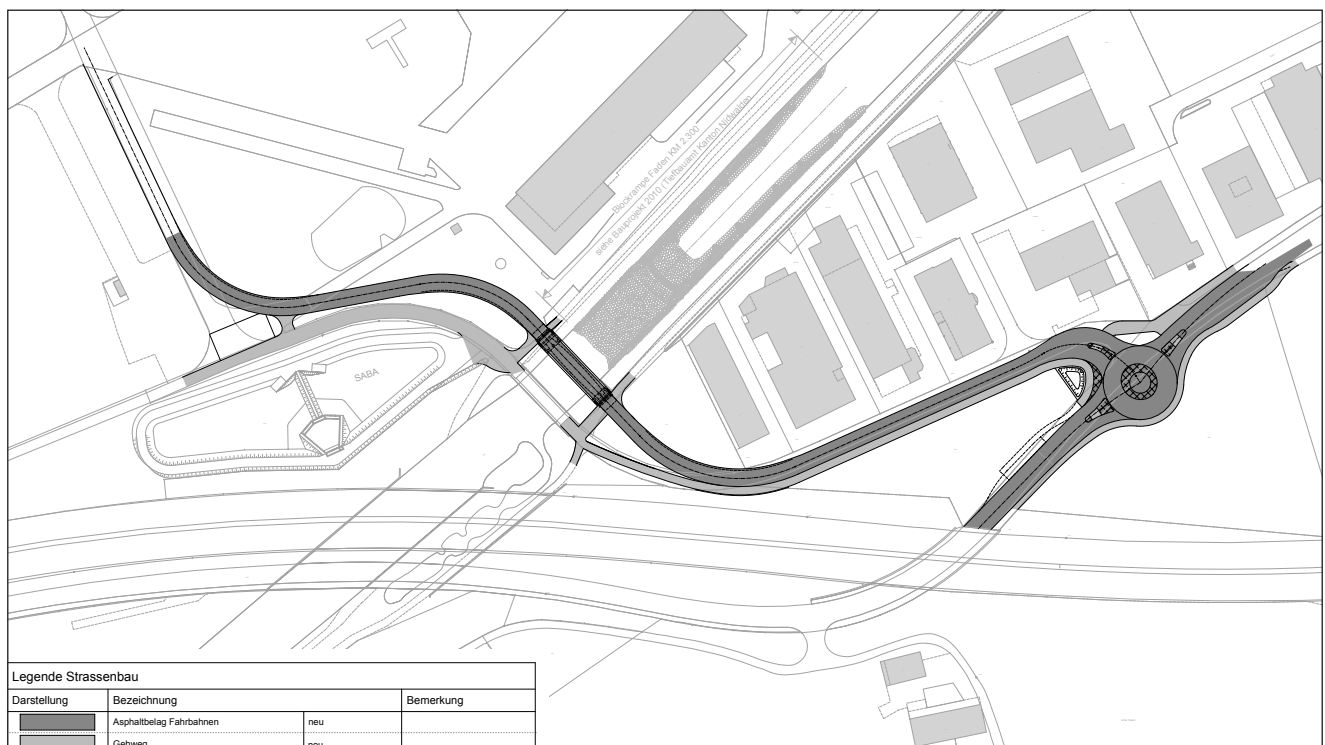 Blockrampe Faden KM 2.300
siehe Bauprojekt 2010 (Tiefbauamt Kanton Nidwalden
SABA
Legende Strassenbau
Darstellung Bezeichnung Bemerkung
Asphaltbelag Fahrbahnen neu
Gehweg neu